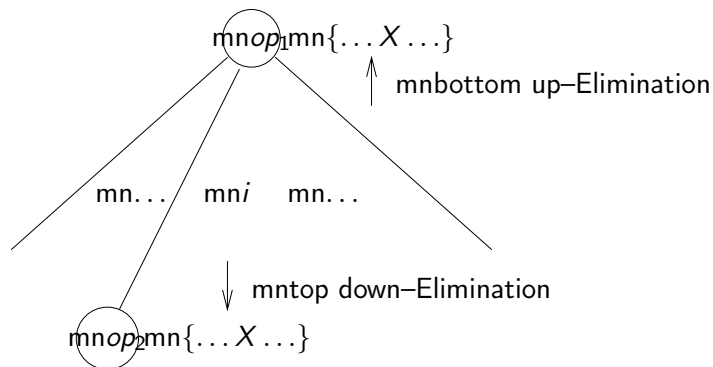 mnop₁mn{...X...}
mnbottom up–Elimination
mn... mni mn...
mntop down–Elimination
mnop₂mn{...X...}